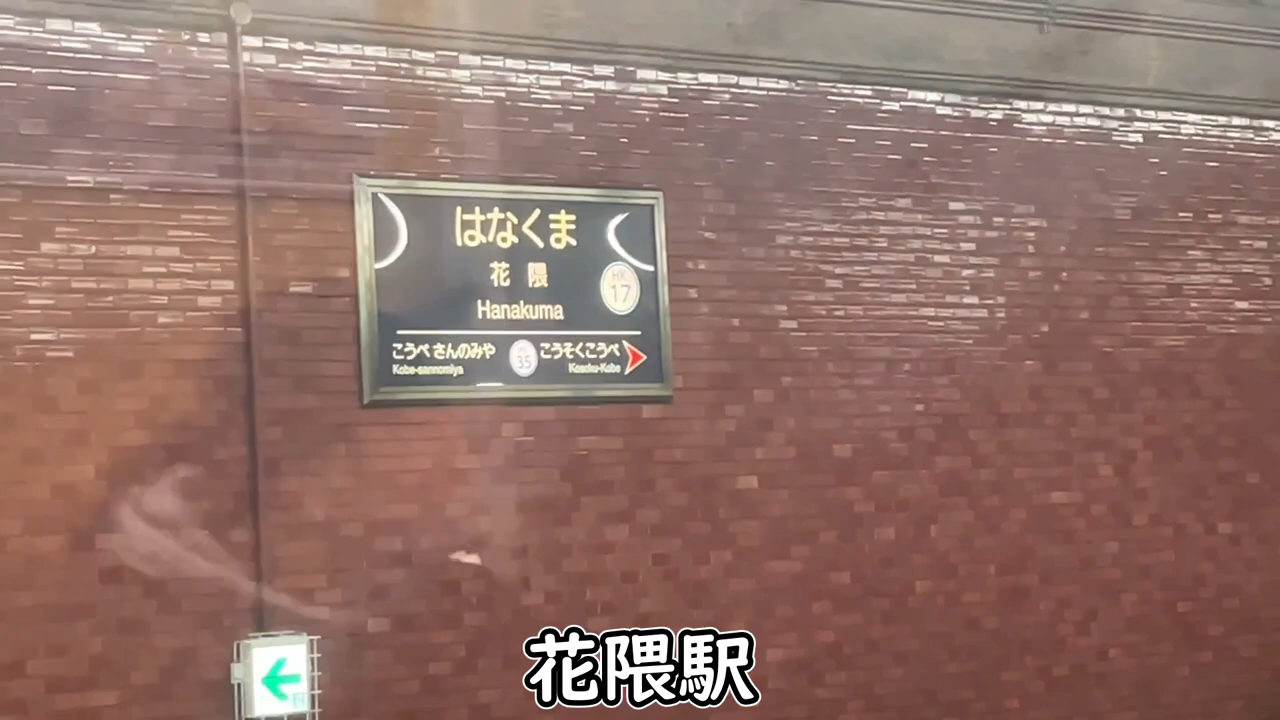 はなくま
花隈
HK
17
Hanakuma
こうべさんのみや
Kobe-sannomiya
35
こうそくこうべ
Kosoku-Kobe
花隈駅